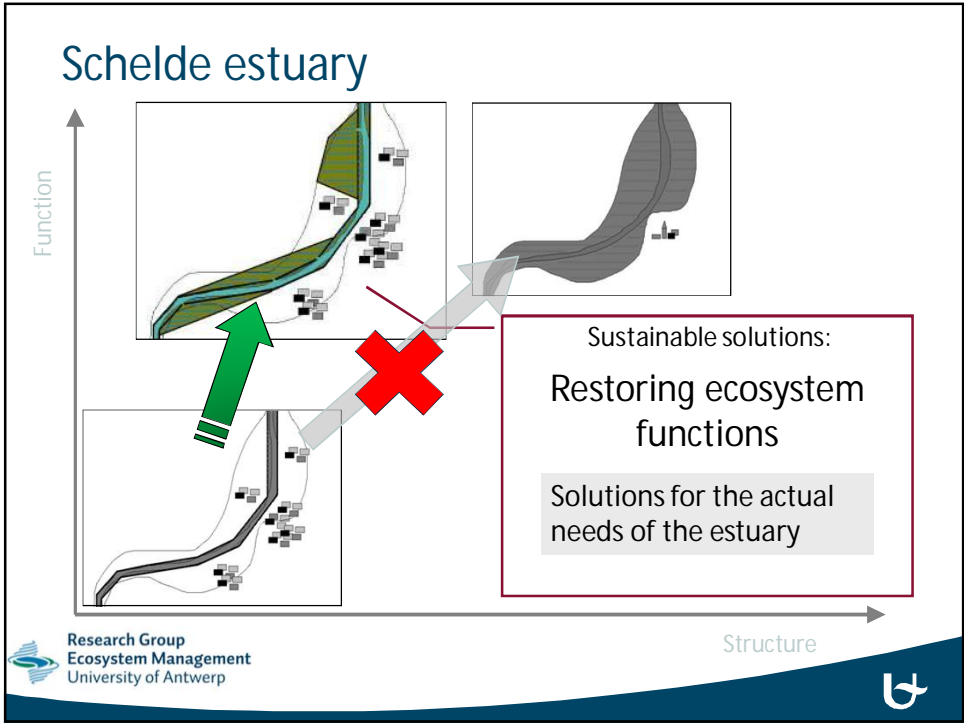 Schelde estuary
Function
Sustainable solutions:
Restoring ecosystem
functions
Solutions for the actual
needs of the estuary
Structure
Research Group
Ecosystem Management
University of Antwerp